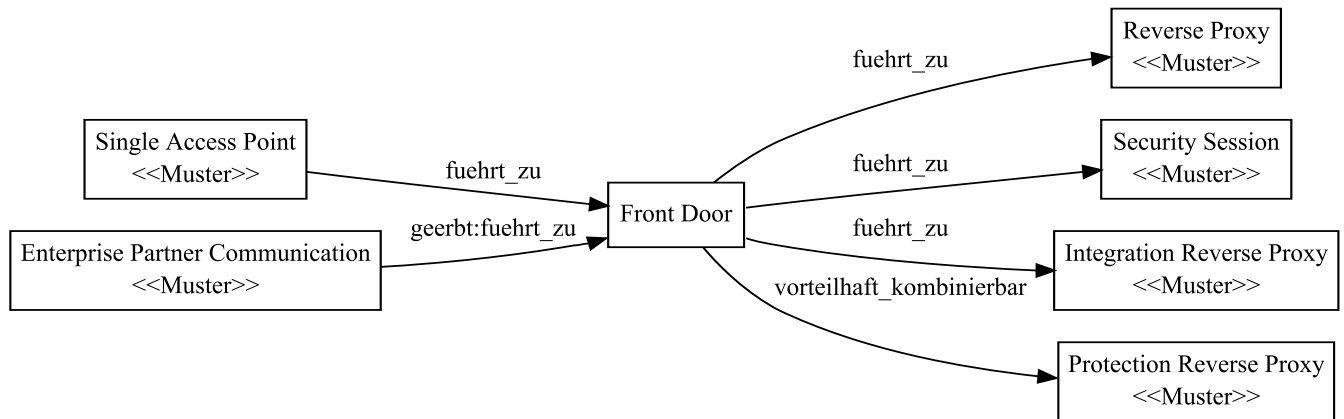 Single Access Point
<<Muster>>
Enterprise Partner Communication
<<Muster>>
fuehrt_zu
geerbt:fuehrt_zu
Front Door
fuehrt_zu
fuehrt_zu
fuehrt_zu
vorteilhaft_kombinierbar
Reverse Proxy
<<Muster>>
Security Session
<<Muster>>
Integration Reverse Proxy
<<Muster>>
Protection Reverse Proxy
<<Muster>>